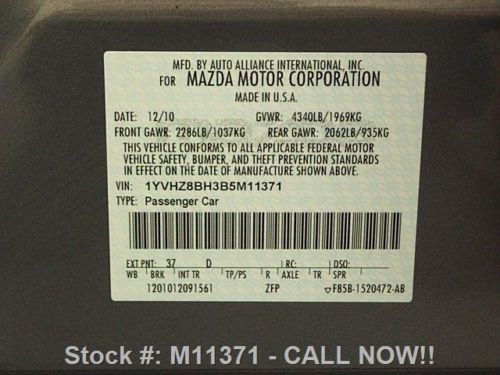 MFD. BY AUTO ALLIANCE INTERNATIONAL, INC.
FOR MAZDA MOTOR CORPORATION
MADE IN U.S.A.
DATE: 12/10 GVWR: 4340LB/1969KG
FRONT GAWR: 2286LB/1037KG REAR GAWR: 2062LB/935KG
THIS VEHICLE CONFORMS TO ALL APPLICABLE FEDERAL MOTOR
VEHICLE SAFETY, BUMPER, AND THEFT PREVENTION STANDARDS
IN EFFECT ON THE DATE OF MANUFACTURE SHOWN ABOVE.
VIN: 1YVHZ8BH3B5M11371
TYPE: Passenger Car
EXT PNT: 37 D RC: DSO:
WB BRK INT TR TP/PS R AXLE TR SPR
1201012091561 ZFP ▽F85B-1520472-AB
Stock #: M11371 - CALL NOW!!